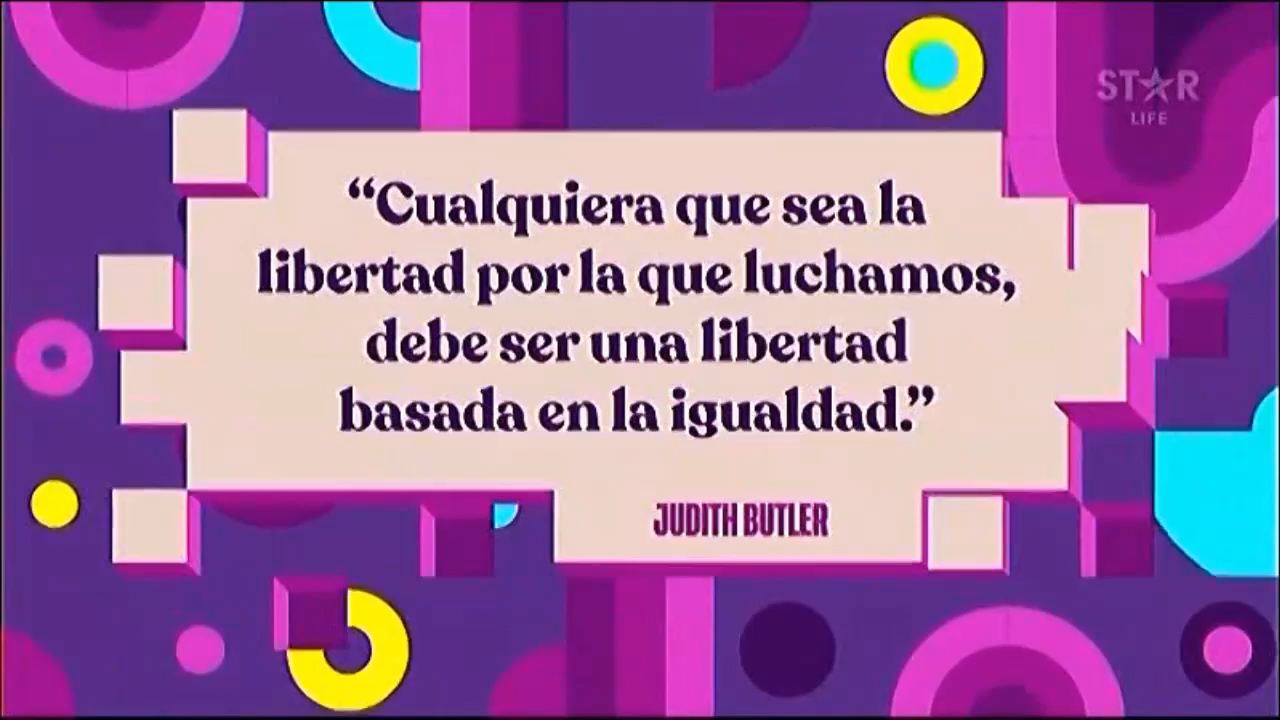 STAR
LIFE
“Cualquiera que sea la
libertad por la que luchamos,
debe ser una libertad
basada en la igualdad.”
JUDITH BUTLER